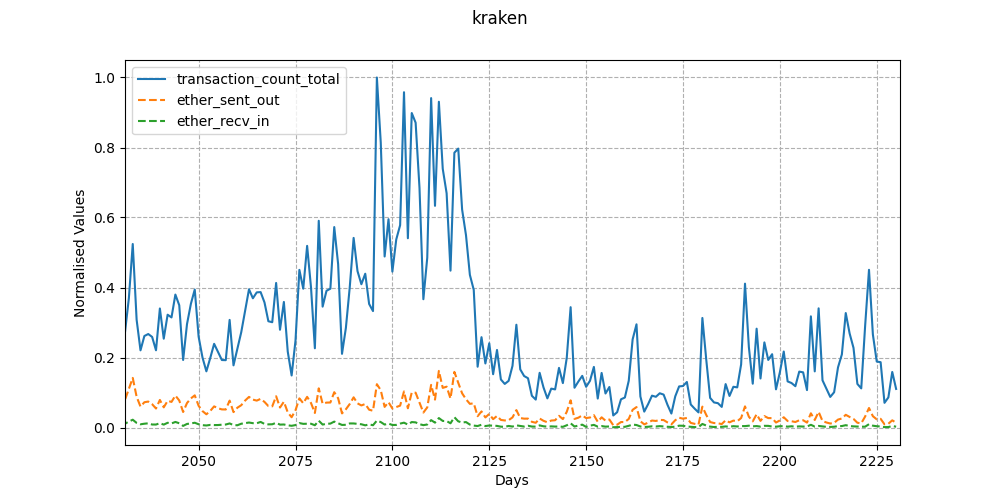 kraken
transaction_count_total
ether_sent_out
ether_recv_in
Normalised Values
1.0
0.8
0.6
0.4
0.2
0.0
2050 2075 2100 2125 2150 2175 2200 2225
Days